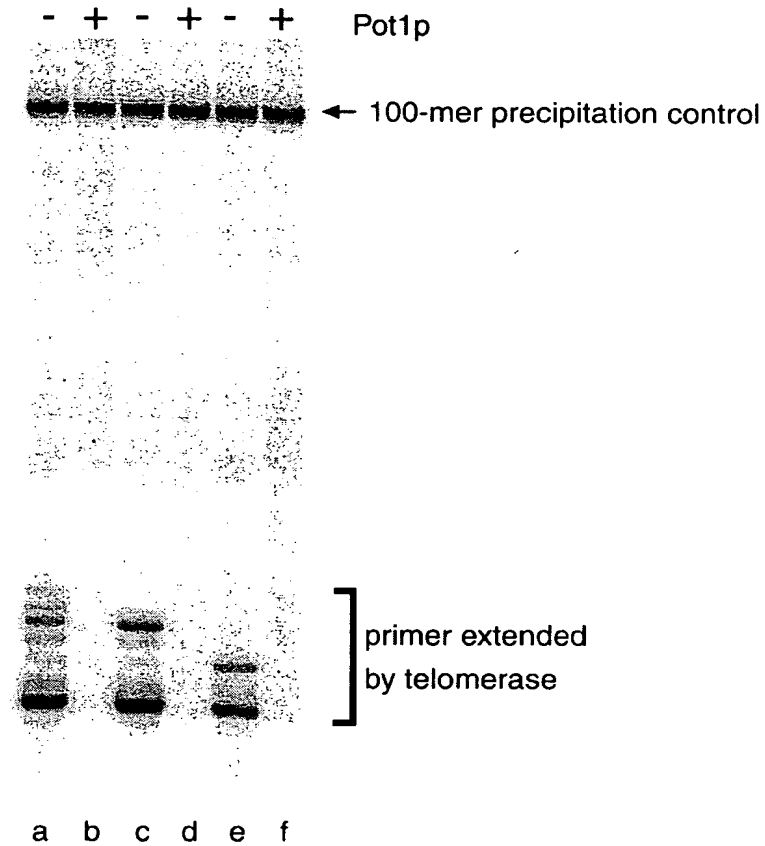 - + - + - + Pot1p
← 100-mer precipitation control
primer extended
by telomerase
a b c d e f